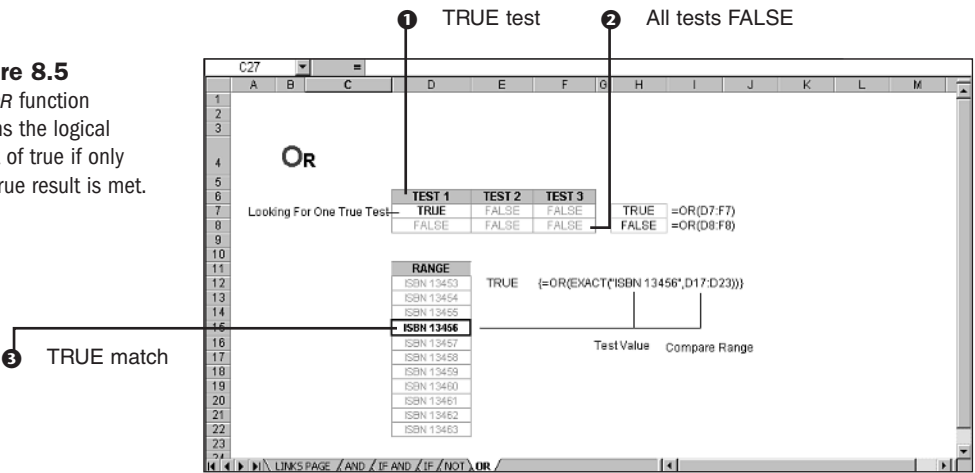 ❶ TRUE test ❷ All tests FALSE
re 8.5
R function
s the logical
of true if only
rue result is met.
C27 =
A B C D E F G H I J K L M
1
2
3
4 OR
5
6 TEST 1 TEST 2 TEST 3
7 Looking For One True Test TRUE FALSE FALSE TRUE =OR(D7:F7)
8 FALSE FALSE FALSE FALSE =OR(D8:F8)
9
10
11 RANGE
12 ISBN 13453 TRUE {=OR(EXACT("ISBN 13456",D17:D23))}
13 ISBN 13454
14 ISBN 13455
15 ISBN 13456
16 ISBN 13457 Test Value Compare Range
❸ TRUE match
17 ISBN 13458
18 ISBN 13459
19 ISBN 13460
20 ISBN 13461
21 ISBN 13462
22 ISBN 13463
23
24
LINKS PAGE / AND / IF AND / IF / NOT \ OR /